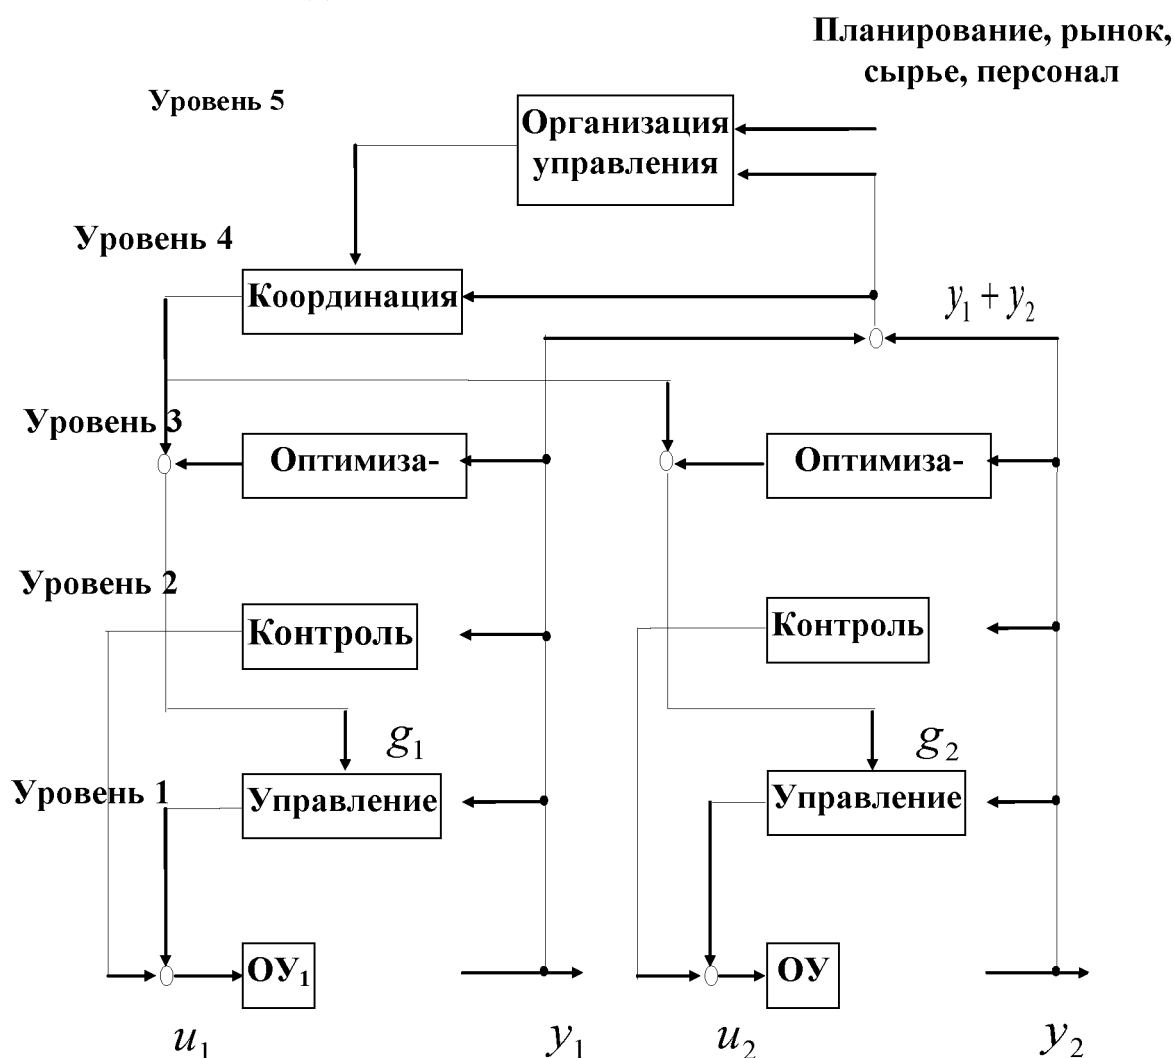 Планирование, рынок,
сырье, персонал
Уровень 5
Организация
управления
Уровень 4
Координация
y₁ + y₂
Уровень 3
Оптимиза-
Оптимиза-
Уровень 2
Контроль
Контроль
g₁
g₂
Уровень 1
Управление
Управление
ОУ₁
ОУ
u₁
y₁
u₂
y₂